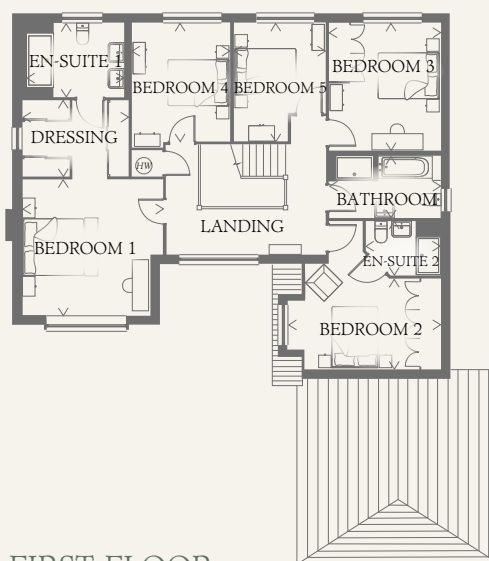 EN-SUITE 1
BEDROOM 4
BEDROOM 5
BEDROOM 3
DRESSING
HW
BATHROOM
LANDING
BEDROOM 1
EN-SUITE 2
BEDROOM 2
FIRST FLOOR